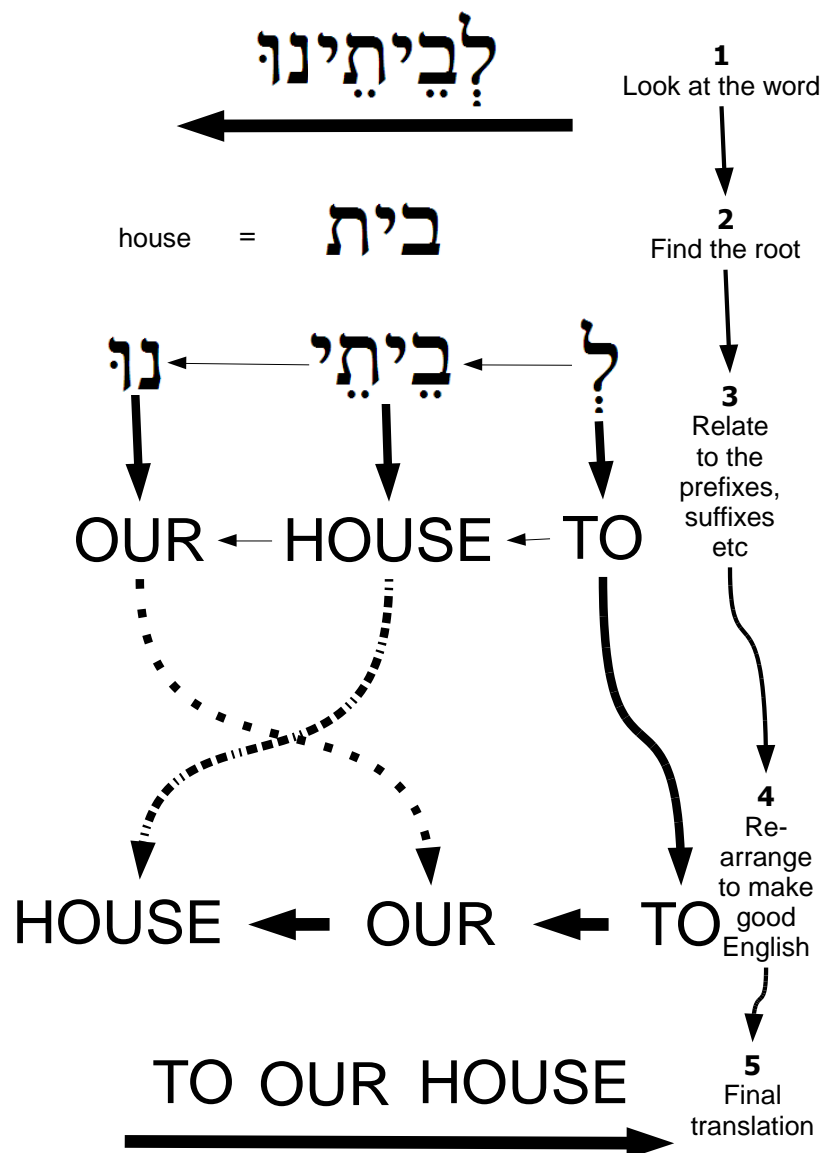 לְבֵיתֵינוּ
1
Look at the word
house = בית
2
Find the root
לְ בֵיתֵי נוּ
3
Relate
to the
prefixes,
suffixes
etc
OUR HOUSE TO
4
Re-
arrange
to make
good
English
HOUSE OUR TO
TO OUR HOUSE
5
Final
translation